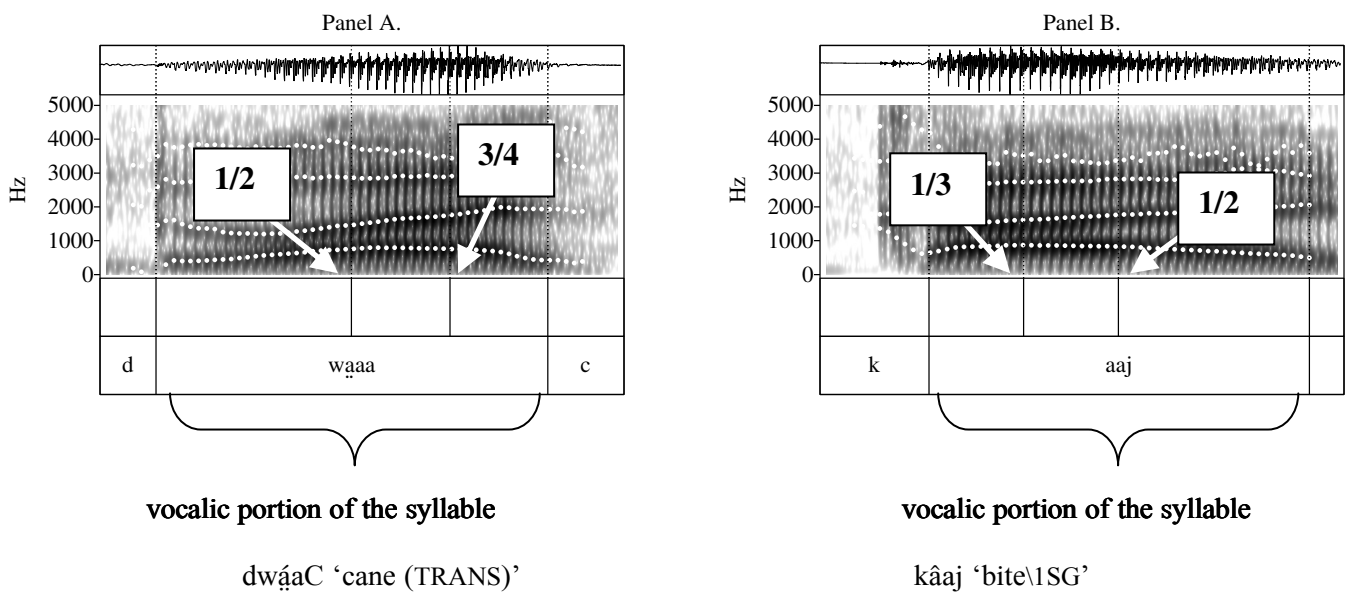 Panel A.
5000
4000
3000
2000
1000
0
Hz
1/2
3/4
d
wa̤aa
c
vocalic portion of the syllable
dwá̤aC ‘cane (TRANS)’
Panel B.
5000
4000
3000
2000
1000
0
Hz
1/3
1/2
k
aaj
vocalic portion of the syllable
kâaj ‘bite\1SG’